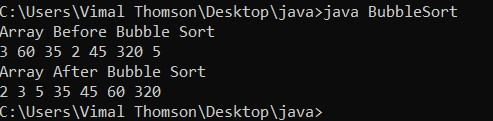 C:\Users\Vimal Thomson\Desktop\java>java BubbleSort
Array Before Bubble Sort
3 60 35 2 45 320 5
Array After Bubble Sort
2 3 5 35 45 60 320
C:\Users\Vimal Thomson\Desktop\java>